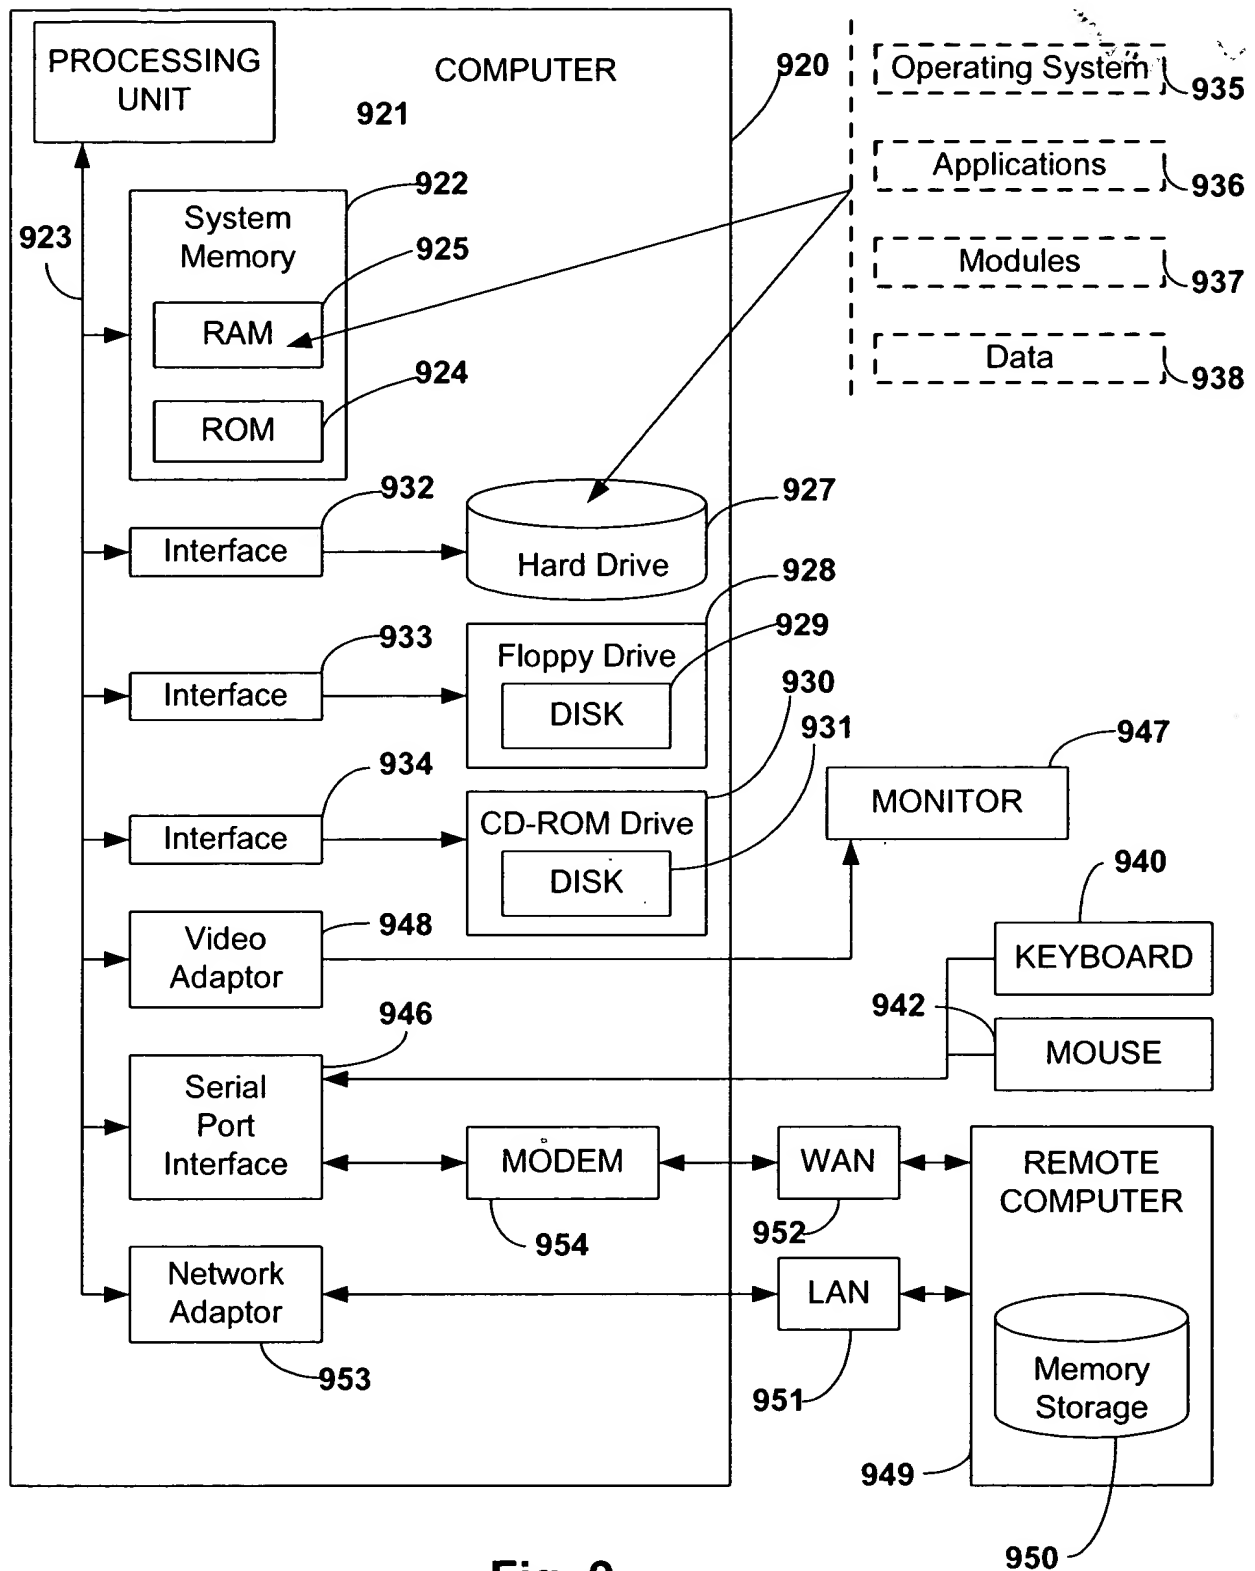 PROCESSING
UNIT
COMPUTER
921
920
Operating System
935
Applications
936
Modules
937
Data
938
923
922
System
Memory
925
RAM
924
ROM
932
Interface
927
Hard Drive
928
933
Interface
929
Floppy Drive
DISK
930
931
934
Interface
CD-ROM Drive
DISK
947
MONITOR
948
Video
Adaptor
940
KEYBOARD
942
MOUSE
946
Serial
Port
Interface
MODEM
954
WAN
952
REMOTE
COMPUTER
Network
Adaptor
953
LAN
951
Memory
Storage
949
950